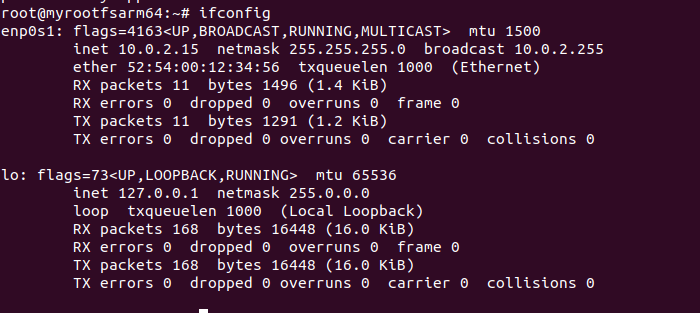 root@myrootfsarm64:~# ifconfig
enp0s1: flags=4163<UP,BROADCAST,RUNNING,MULTICAST>  mtu 1500
        inet 10.0.2.15  netmask 255.255.255.0  broadcast 10.0.2.255
        ether 52:54:00:12:34:56  txqueuelen 1000  (Ethernet)
        RX packets 11  bytes 1496 (1.4 KiB)
        RX errors 0  dropped 0  overruns 0  frame 0
        TX packets 11  bytes 1291 (1.2 KiB)
        TX errors 0  dropped 0 overruns 0  carrier 0  collisions 0

lo: flags=73<UP,LOOPBACK,RUNNING>  mtu 65536
        inet 127.0.0.1  netmask 255.0.0.0
        loop  txqueuelen 1000  (Local Loopback)
        RX packets 168  bytes 16448 (16.0 KiB)
        RX errors 0  dropped 0  overruns 0  frame 0
        TX packets 168  bytes 16448 (16.0 KiB)
        TX errors 0  dropped 0 overruns 0  carrier 0  collisions 0